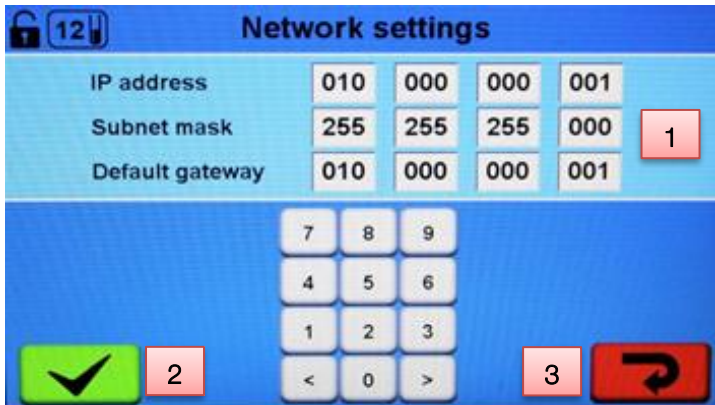 12 Network settings
IP address 010 000 000 001
Subnet mask 255 255 255 000
1
Default gateway 010 000 000 001
7 8 9
4 5 6
1 2 3
2 < 0 > 3